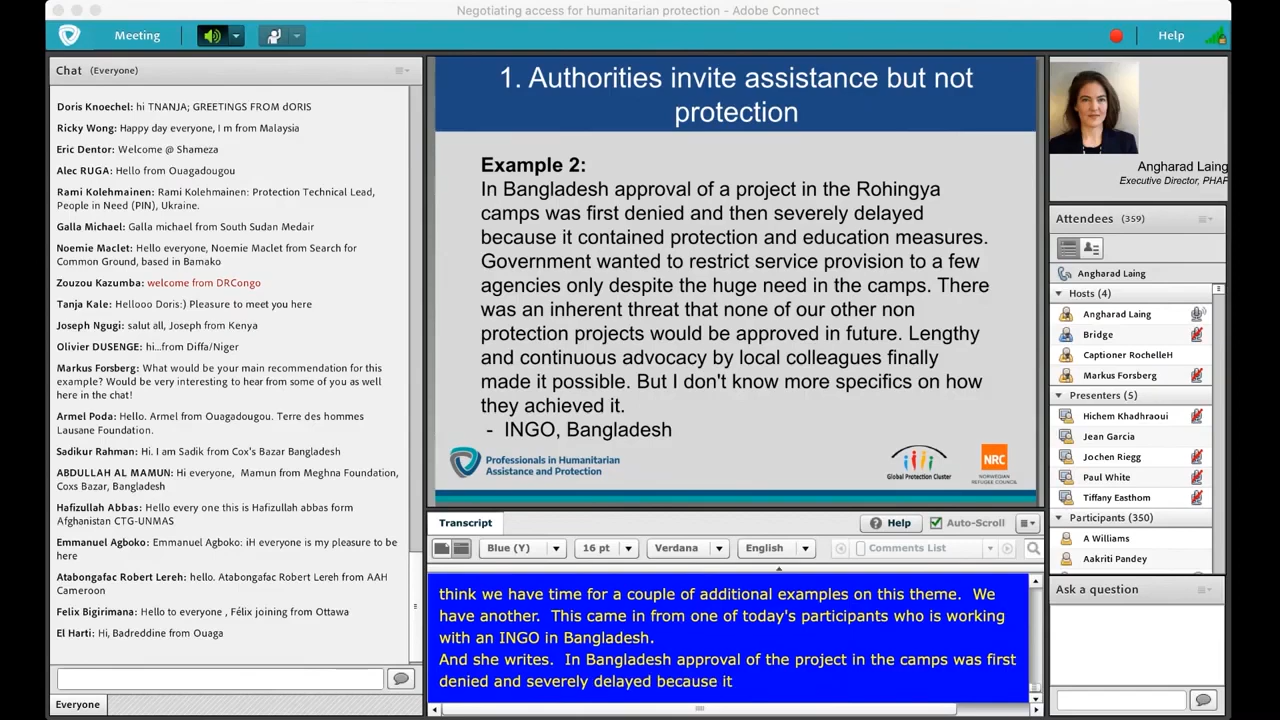 Negotiating access for humanitarian protection - Adobe Connect
Meeting
Help
Chat (Everyone)
Doris Knoechel: hi TNANJA; GREETINGS FROM dORIS
Ricky Wong: Happy day everyone, I m from Malaysia
Eric Dentor: Welcome @ Shameza
Alec RUGA: Hello from Ouagadougou
Rami Kolehmainen: Rami Kolehmainen: Protection Technical Lead,
People in Need (PIN), Ukraine.
Galla Michael: Galla michael from South Sudan Medair
Noemie Maclet: Hello everyone, Noemie Maclet from Search for
Common Ground, based in Bamako
Zouzou Kazumba: welcome from DRCongo
Tanja Kale: Hellooo Doris:) Pleasure to meet you here
Joseph Ngugi: salut all, Joseph from Kenya
Olivier DUSENGE: hi...from Diffa/Niger
Markus Forsberg: What would be your main recommendation for this
example? Would be very interesting to hear from some of you as well
here in the chat!
Armel Poda: Hello. Armel from Ouagadougou. Terre des hommes
Lausane Foundation.
Sadikur Rahman: Hi. I am Sadik from Cox's Bazar Bangladesh
ABDULLAH AL MAMUN: Hi everyone, Mamun from Meghna Foundation,
Coxs Bazar, Bangladesh
Hafizullah Abbas: Hello every one this is Hafizullah abbas form
Afghanistan CTG-UNMAS
Emmanuel Agboko: Emmanuel Agboko: iH everyone is my pleasure to be
here
Atabongafac Robert Lereh: hello. Atabongafac Robert Lereh from AAH
Cameroon
Felix Bigirimana: Hello to everyone , Félix joining from Ottawa
El Harti: Hi, Badreddine from Ouaga
Everyone
1. Authorities invite assistance but not
protection
Example 2:
In Bangladesh approval of a project in the Rohingya
camps was first denied and then severely delayed
because it contained protection and education measures.
Government wanted to restrict service provision to a few
agencies only despite the huge need in the camps. There
was an inherent threat that none of our other non
protection projects would be approved in future. Lengthy
and continuous advocacy by local colleagues finally
made it possible. But I don't know more specifics on how
they achieved it.
- INGO, Bangladesh
Professionals in Humanitarian
Assistance and Protection
Global Protection Cluster
NRC
NORWEGIAN
REFUGEE COUNCIL
Transcript
Help
Auto-Scroll
Blue (Y)
16 pt
Verdana
English
Comments List
think we have time for a couple of additional examples on this theme. We
have another. This came in from one of today's participants who is working
with an INGO in Bangladesh.
And she writes. In Bangladesh approval of the project in the camps was first
denied and severely delayed because it
Angharad Laing
Executive Director, PHAP
Attendees (359)
Angharad Laing
Hosts (4)
Angharad Laing
Bridge
Captioner RochelleH
Markus Forsberg
Presenters (5)
Hichem Khadhraoui
Jean Garcia
Jochen Riegg
Paul White
Tiffany Easthom
Participants (350)
A Williams
Aakriti Pandey
Ask a question